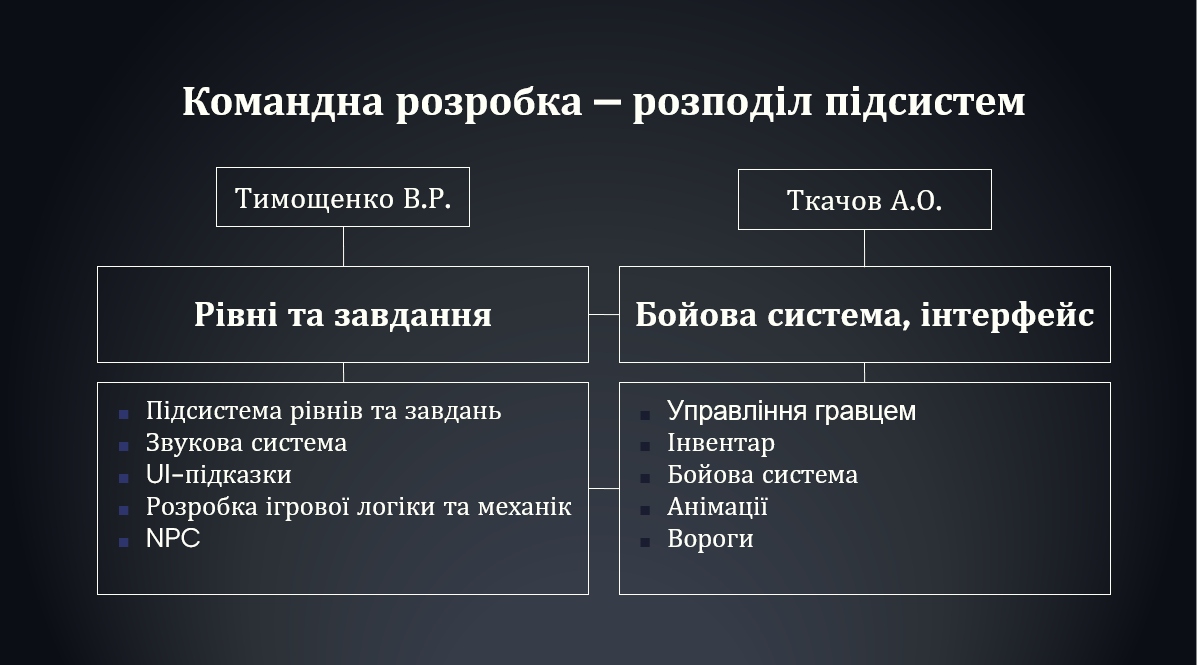 Командна розробка – розподіл підсистем
Тимощенко В.Р.
Рівні та завдання
Підсистема рівнів та завдань
Звукова система
UI-підказки
Розробка ігрової логіки та механік
NPC
Ткачов А.О.
Бойова система, інтерфейс
Управління гравцем
Інвентар
Бойова система
Анімації
Вороги